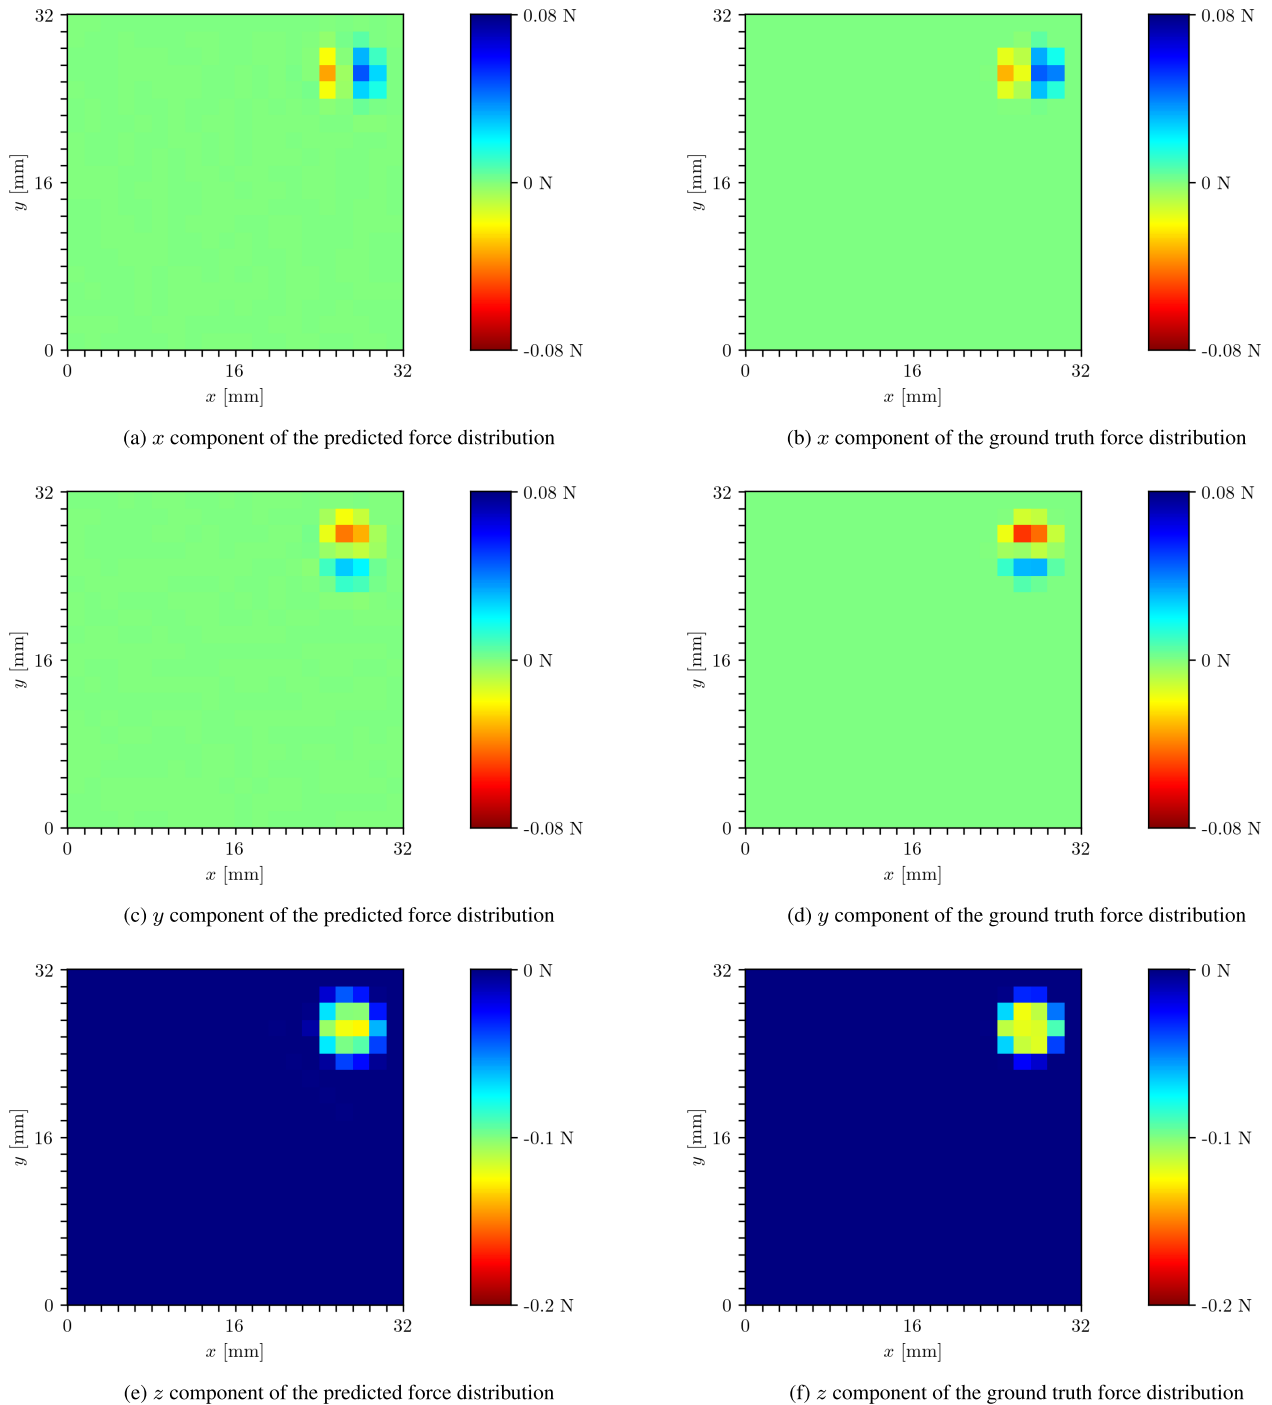 32
16
0
y [mm]
0 16 32
x [mm]
0.08 N
0 N
-0.08 N
(a) x component of the predicted force distribution
32
16
0
y [mm]
0 16 32
x [mm]
0.08 N
0 N
-0.08 N
(b) x component of the ground truth force distribution
32
16
0
y [mm]
0 16 32
x [mm]
0.08 N
0 N
-0.08 N
(c) y component of the predicted force distribution
32
16
0
y [mm]
0 16 32
x [mm]
0.08 N
0 N
-0.08 N
(d) y component of the ground truth force distribution
32
16
0
y [mm]
0 16 32
x [mm]
0 N
-0.1 N
-0.2 N
(e) z component of the predicted force distribution
32
16
0
y [mm]
0 16 32
x [mm]
0 N
-0.1 N
-0.2 N
(f) z component of the ground truth force distribution